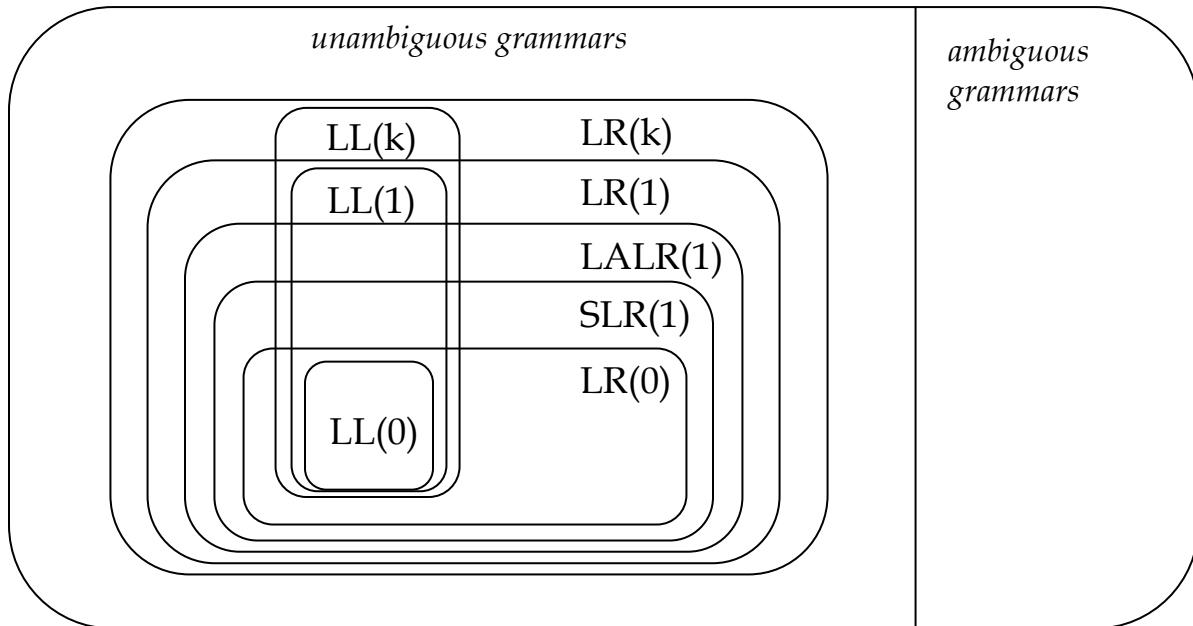 unambiguous grammars
ambiguous
grammars
LL(k)
LR(k)
LL(1)
LR(1)
LALR(1)
SLR(1)
LR(0)
LL(0)